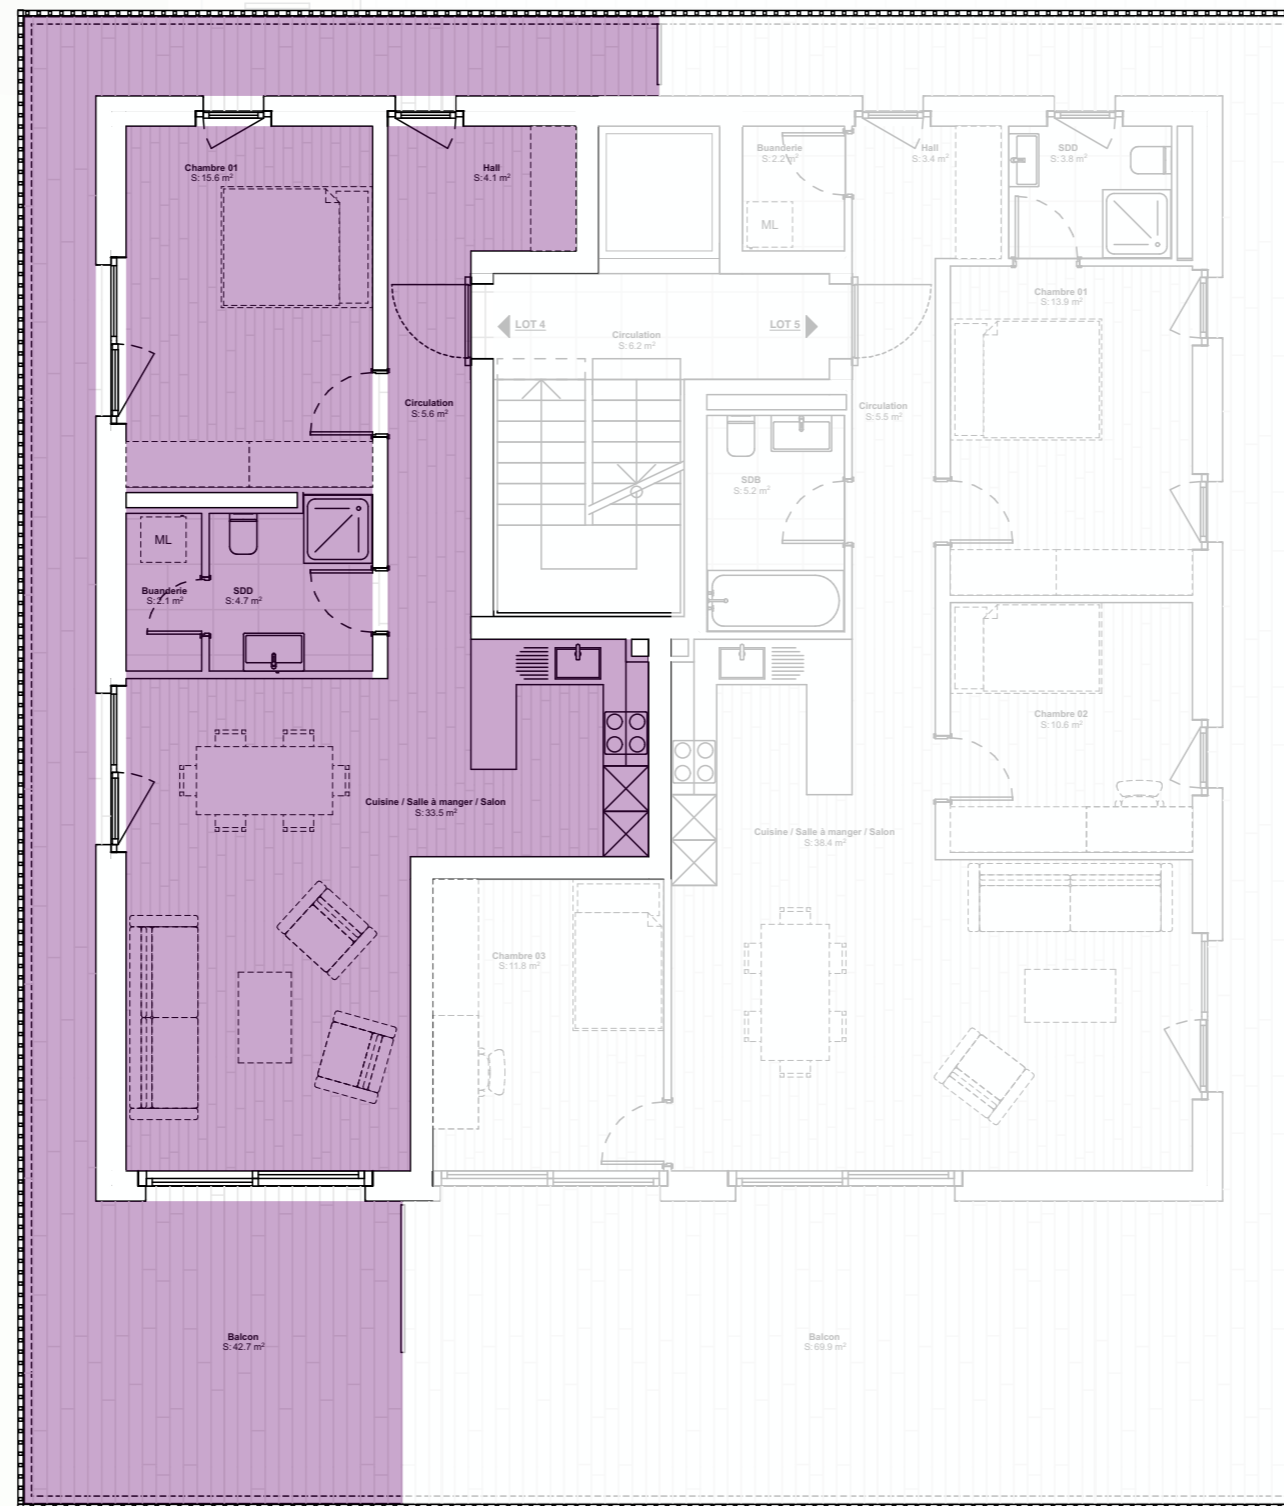 Chambre 01
S: 15.6 m²
Hall
S: 4.1 m²
Buanderie
S: 2.2 m²
ML
Hall
S: 3.4 m²
SDD
S: 3.8 m²
Chambre 01
S: 13.9 m²
LOT 4
Circulation
S: 6.2 m²
LOT 5
Circulation
S: 5.6 m²
Circulation
S: 5.5 m²
SDB
S: 5.2 m²
ML
Buanderie
S: 2.1 m²
SDD
S: 4.7 m²
Chambre 02
S: 10.6 m²
Cuisine / Salle à manger / Salon
S: 33.5 m²
Cuisine / Salle à manger / Salon
S: 38.4 m²
Chambre 03
S: 11.8 m²
Balcon
S: 42.7 m²
Balcon
S: 69.9 m²